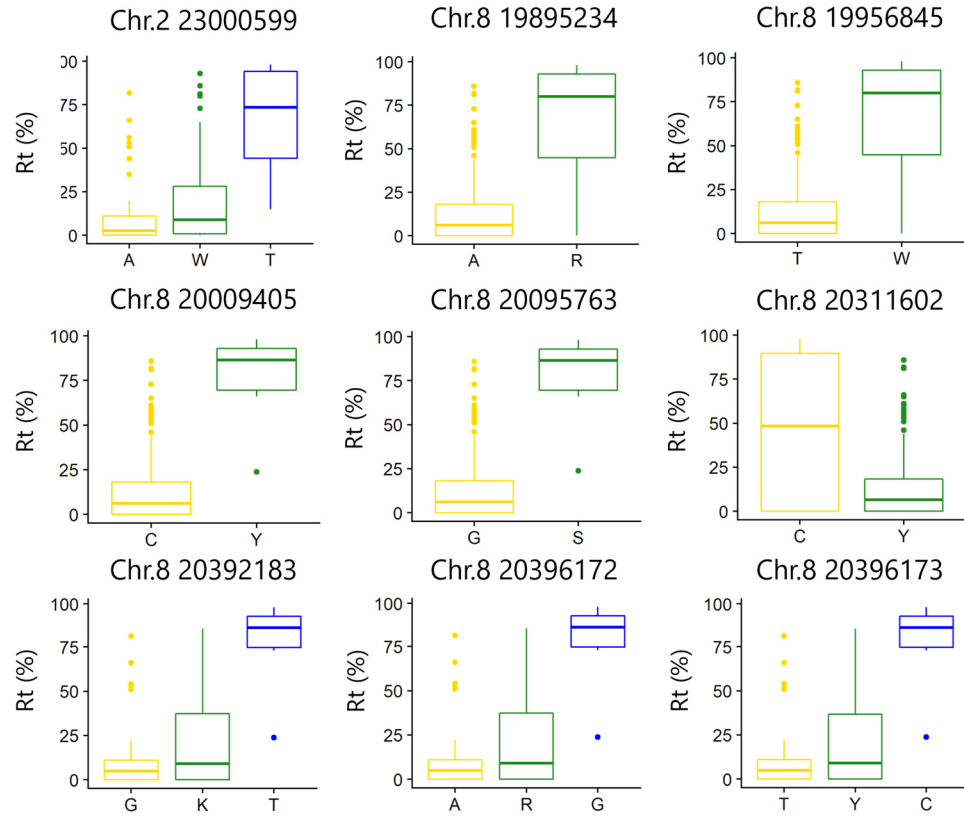 Chr.2 23000599
Chr.8 19895234
Chr.8 19956845
Rt (%)
00
75
50
25
0
A W T
Rt (%)
100
75
50
25
0
A R
Rt (%)
100
75
50
25
0
T W
Chr.8 20009405
Chr.8 20095763
Chr.8 20311602
Rt (%)
100
75
50
25
0
C Y
Rt (%)
100
75
50
25
0
G S
Rt (%)
100
75
50
25
0
C Y
Chr.8 20392183
Chr.8 20396172
Chr.8 20396173
Rt (%)
100
75
50
25
0
G K T
Rt (%)
100
75
50
25
0
A R G
Rt (%)
100
75
50
25
0
T Y C